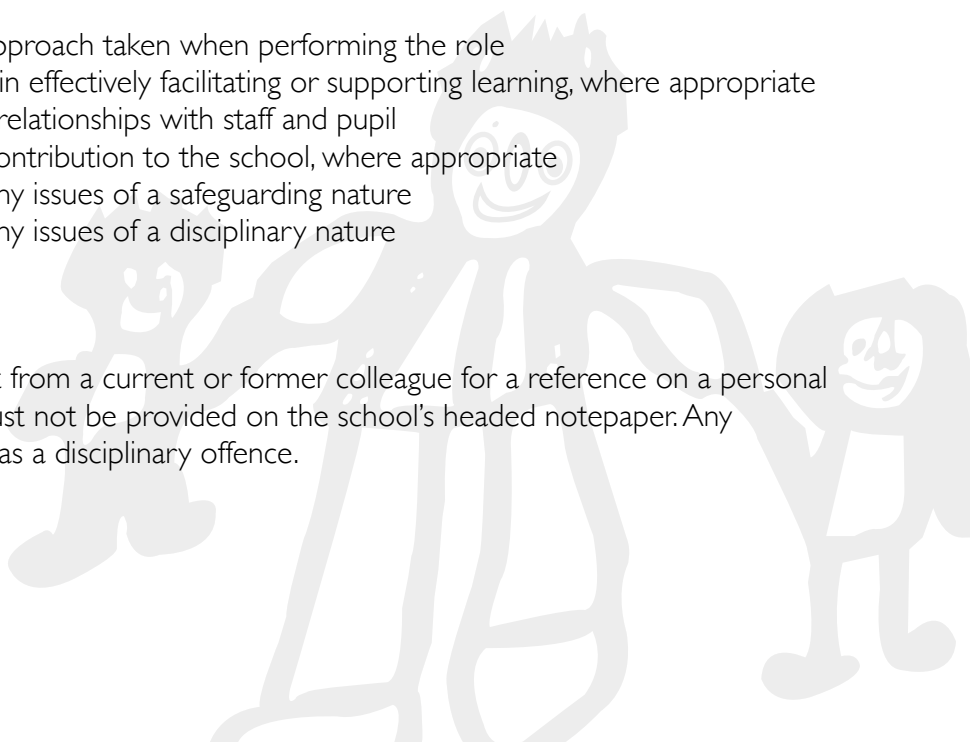 pproach taken when performing the role
in effectively facilitating or supporting learning, where appropriate
relationships with staff and pupil
ontribution to the school, where appropriate
ny issues of a safeguarding nature
ny issues of a disciplinary nature
from a current or former colleague for a reference on a personal
ust not be provided on the school's headed notepaper. Any
as a disciplinary offence.